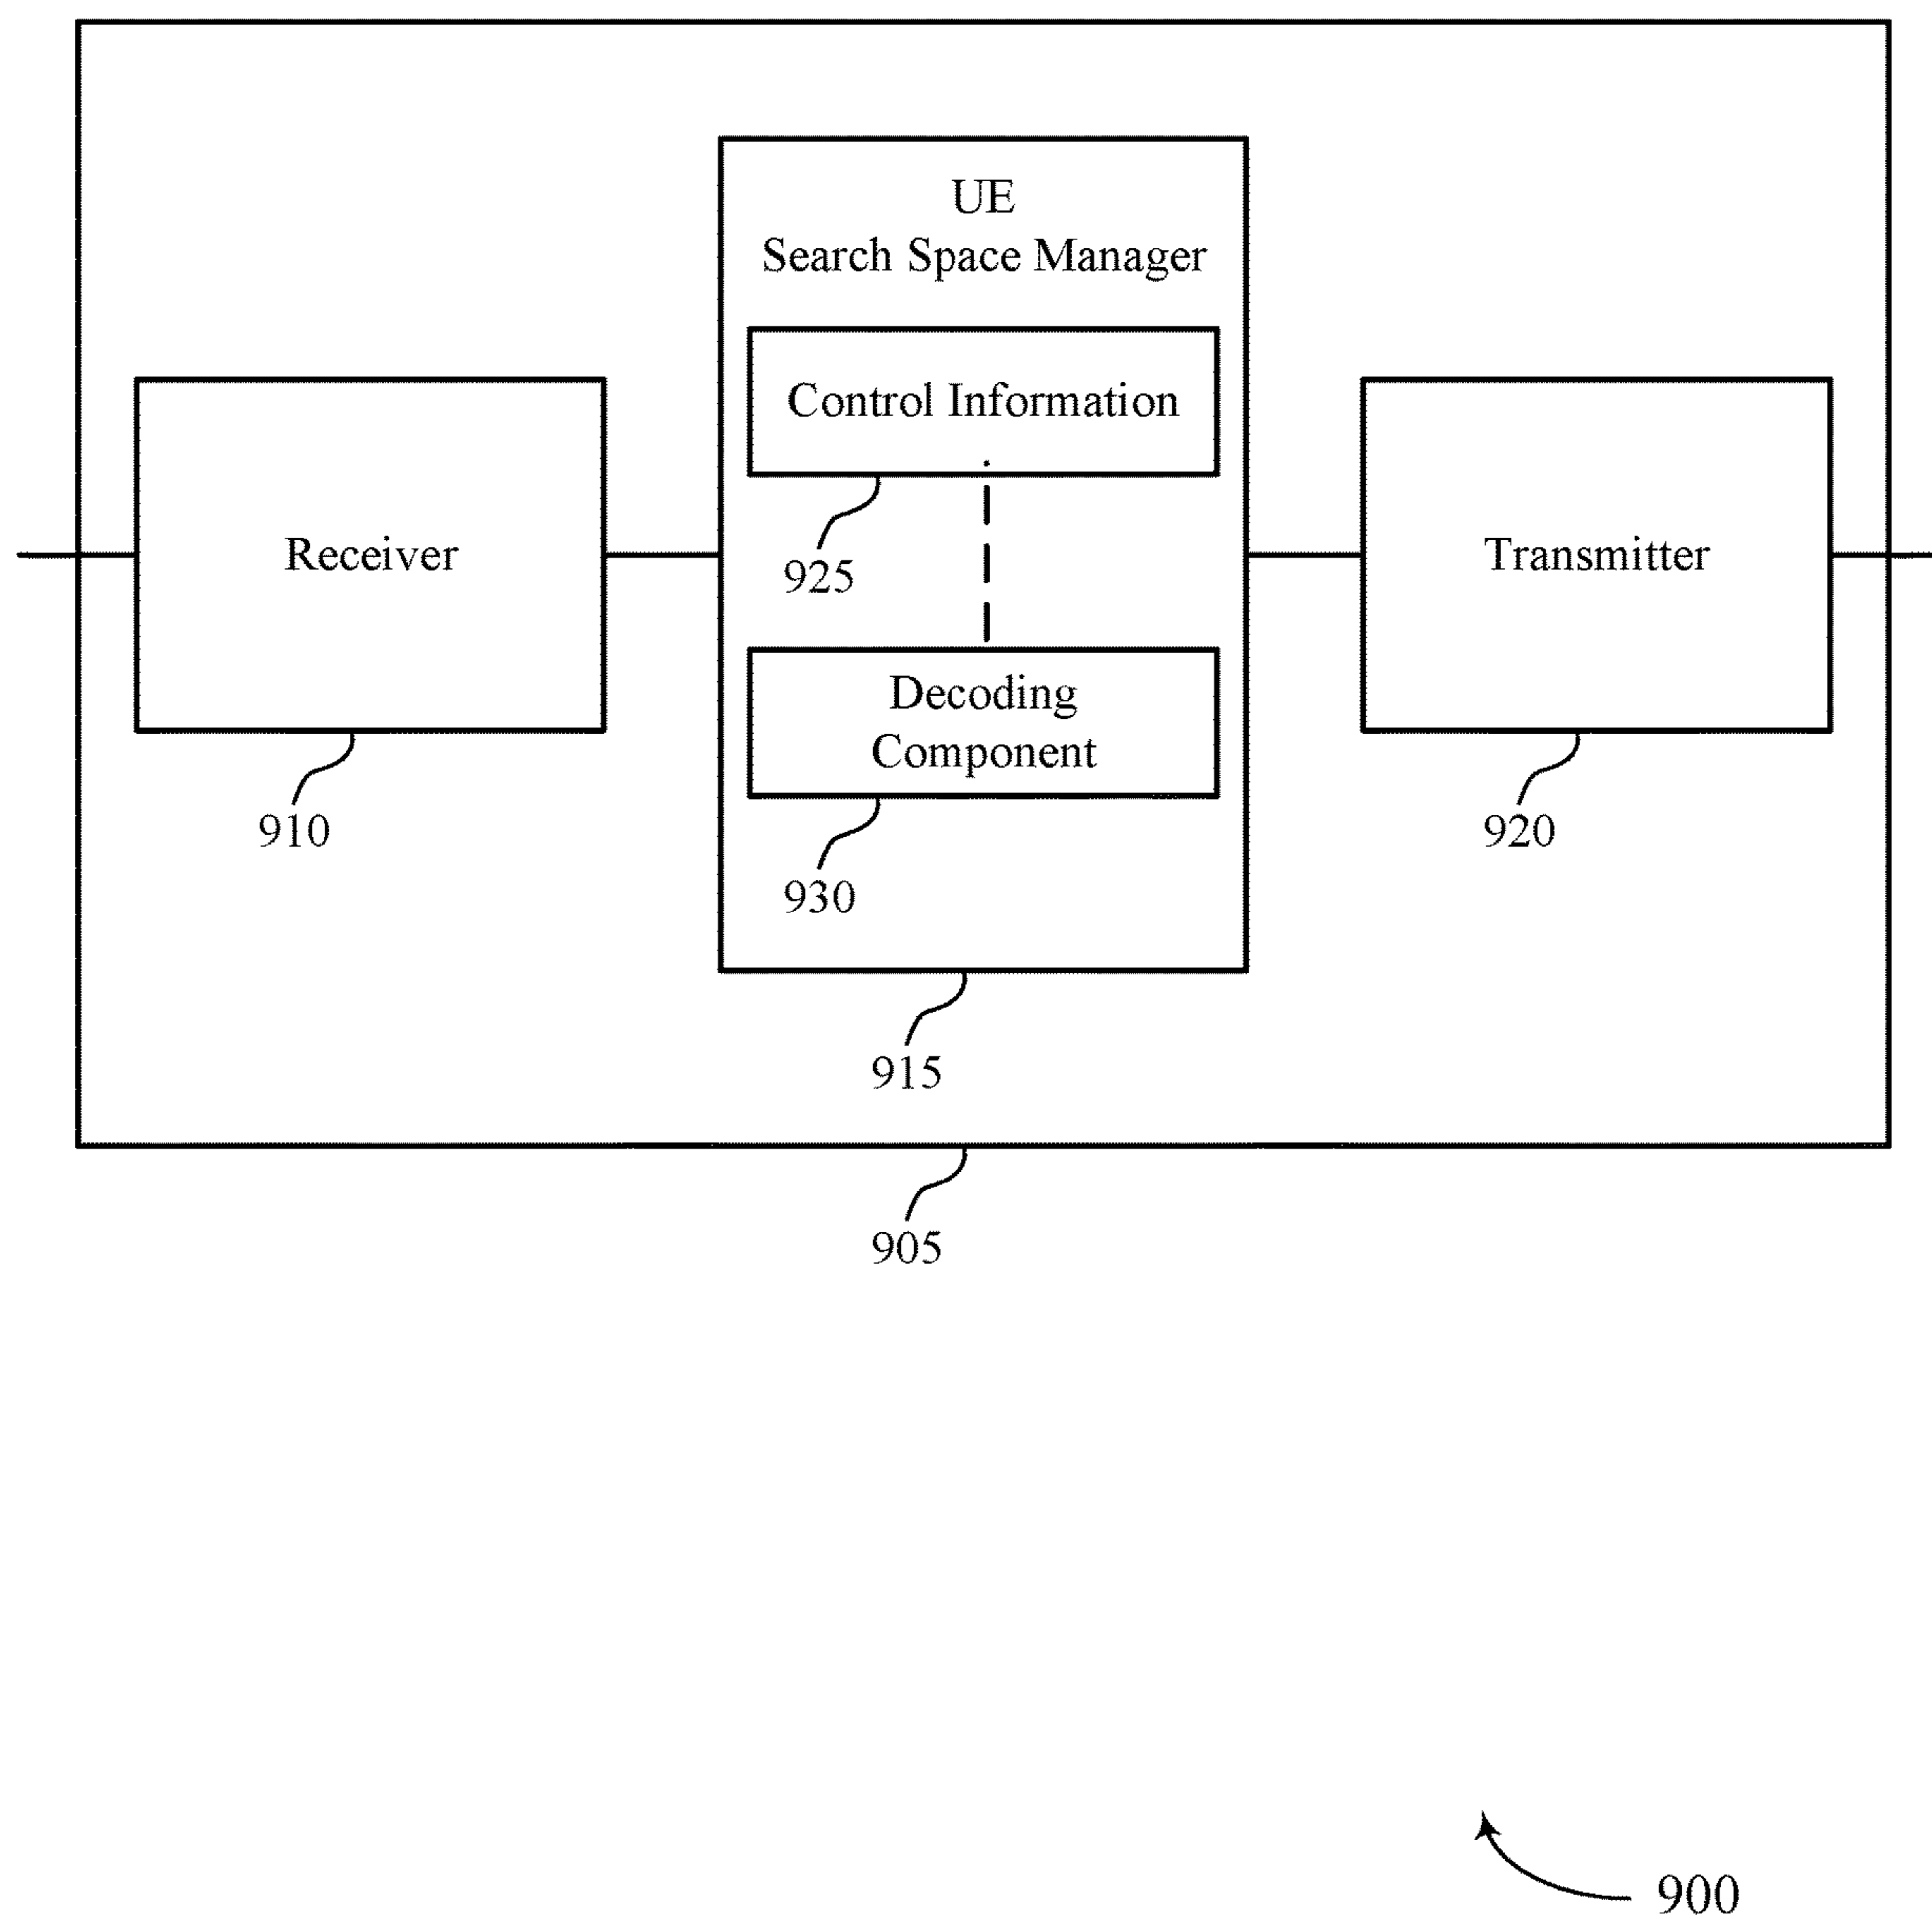 UE
Search Space Manager
Control Information
925
Receiver
910
Decoding
Component
930
Transmitter
920
915
905
900